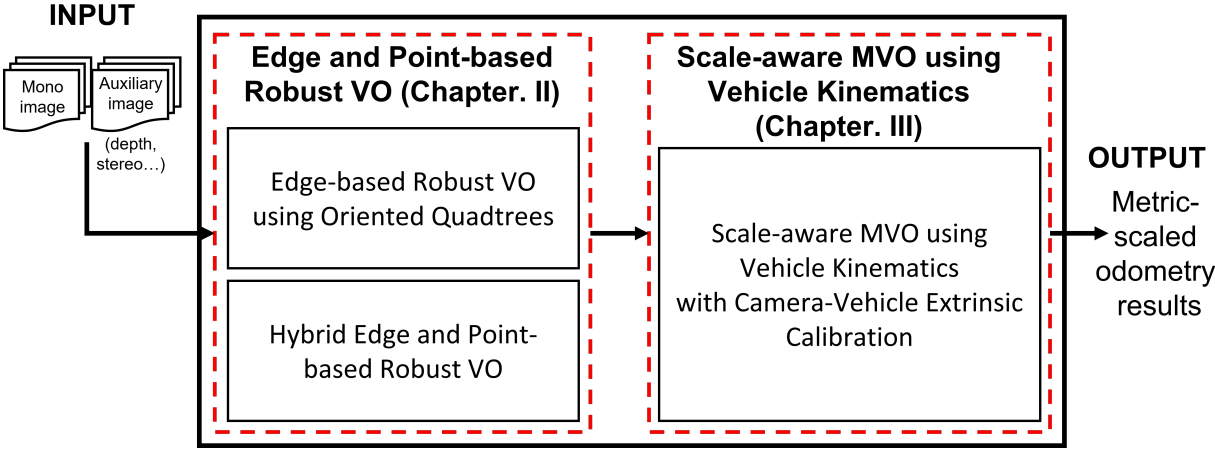 INPUT
Mono
image
Auxiliary
image
(depth,
stereo…)
Edge and Point-based
Robust VO (Chapter. II)
Edge-based Robust VO
using Oriented Quadtrees
Hybrid Edge and Point-
based Robust VO
Scale-aware MVO using
Vehicle Kinematics
(Chapter. III)
Scale-aware MVO using
Vehicle Kinematics
with Camera-Vehicle Extrinsic
Calibration
OUTPUT
Metric-
scaled
odometry
results